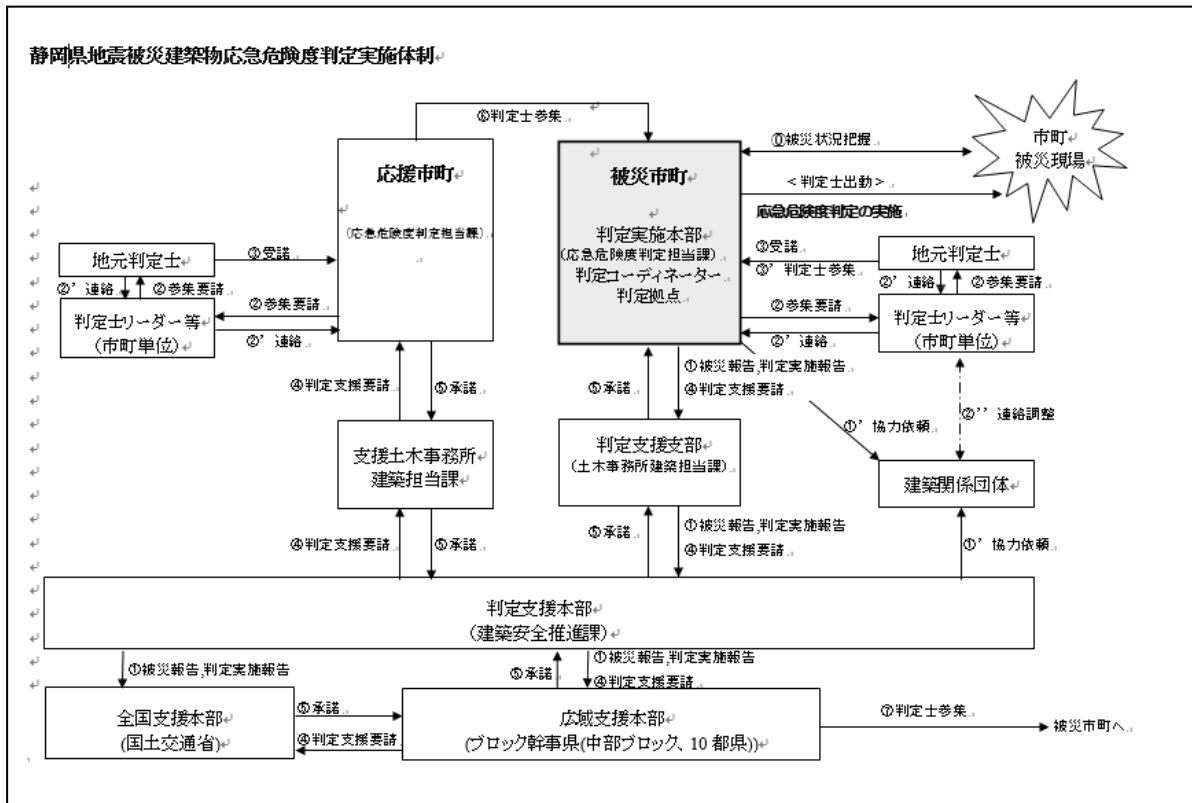 静岡県地震被災建築物応急危険度判定実施体制
⑥判定士参集
応援市町
(応急危険度判定担当課)
被災市町
判定実施本部
(応急危険度判定担当課)
判定コーディネーター
判定拠点
⓪被災状況把握
市町
被災現場
<判定士出動>
応急危険度判定の実施
地元判定士
③受諾
②’連絡
②参集要請
判定士リーダー等
(市町単位)
②参集要請
②’連絡
③受諾
③’判定士参集
地元判定士
②’連絡
②参集要請
②参集要請
②’連絡
判定士リーダー等
(市町単位)
④判定支援要請
⑤承諾
⑤承諾
①被災報告,判定実施報告
④判定支援要請
①’協力依頼
②’’連絡調整
支援土木事務所
建築担当課
判定支援支部
(土木事務所建築担当課)
建築関係団体
④判定支援要請
⑤承諾
⑤承諾
①被災報告,判定実施報告
④判定支援要請
①’協力依頼
判定支援本部
(建築安全推進課)
①被災報告,判定実施報告
⑤承諾
①被災報告,判定実施報告
④判定支援要請
全国支援本部
(国土交通省)
⑤承諾
④判定支援要請
広域支援本部
(ブロック幹事県(中部ブロック、10都県))
⑦判定士参集
被災市町へ